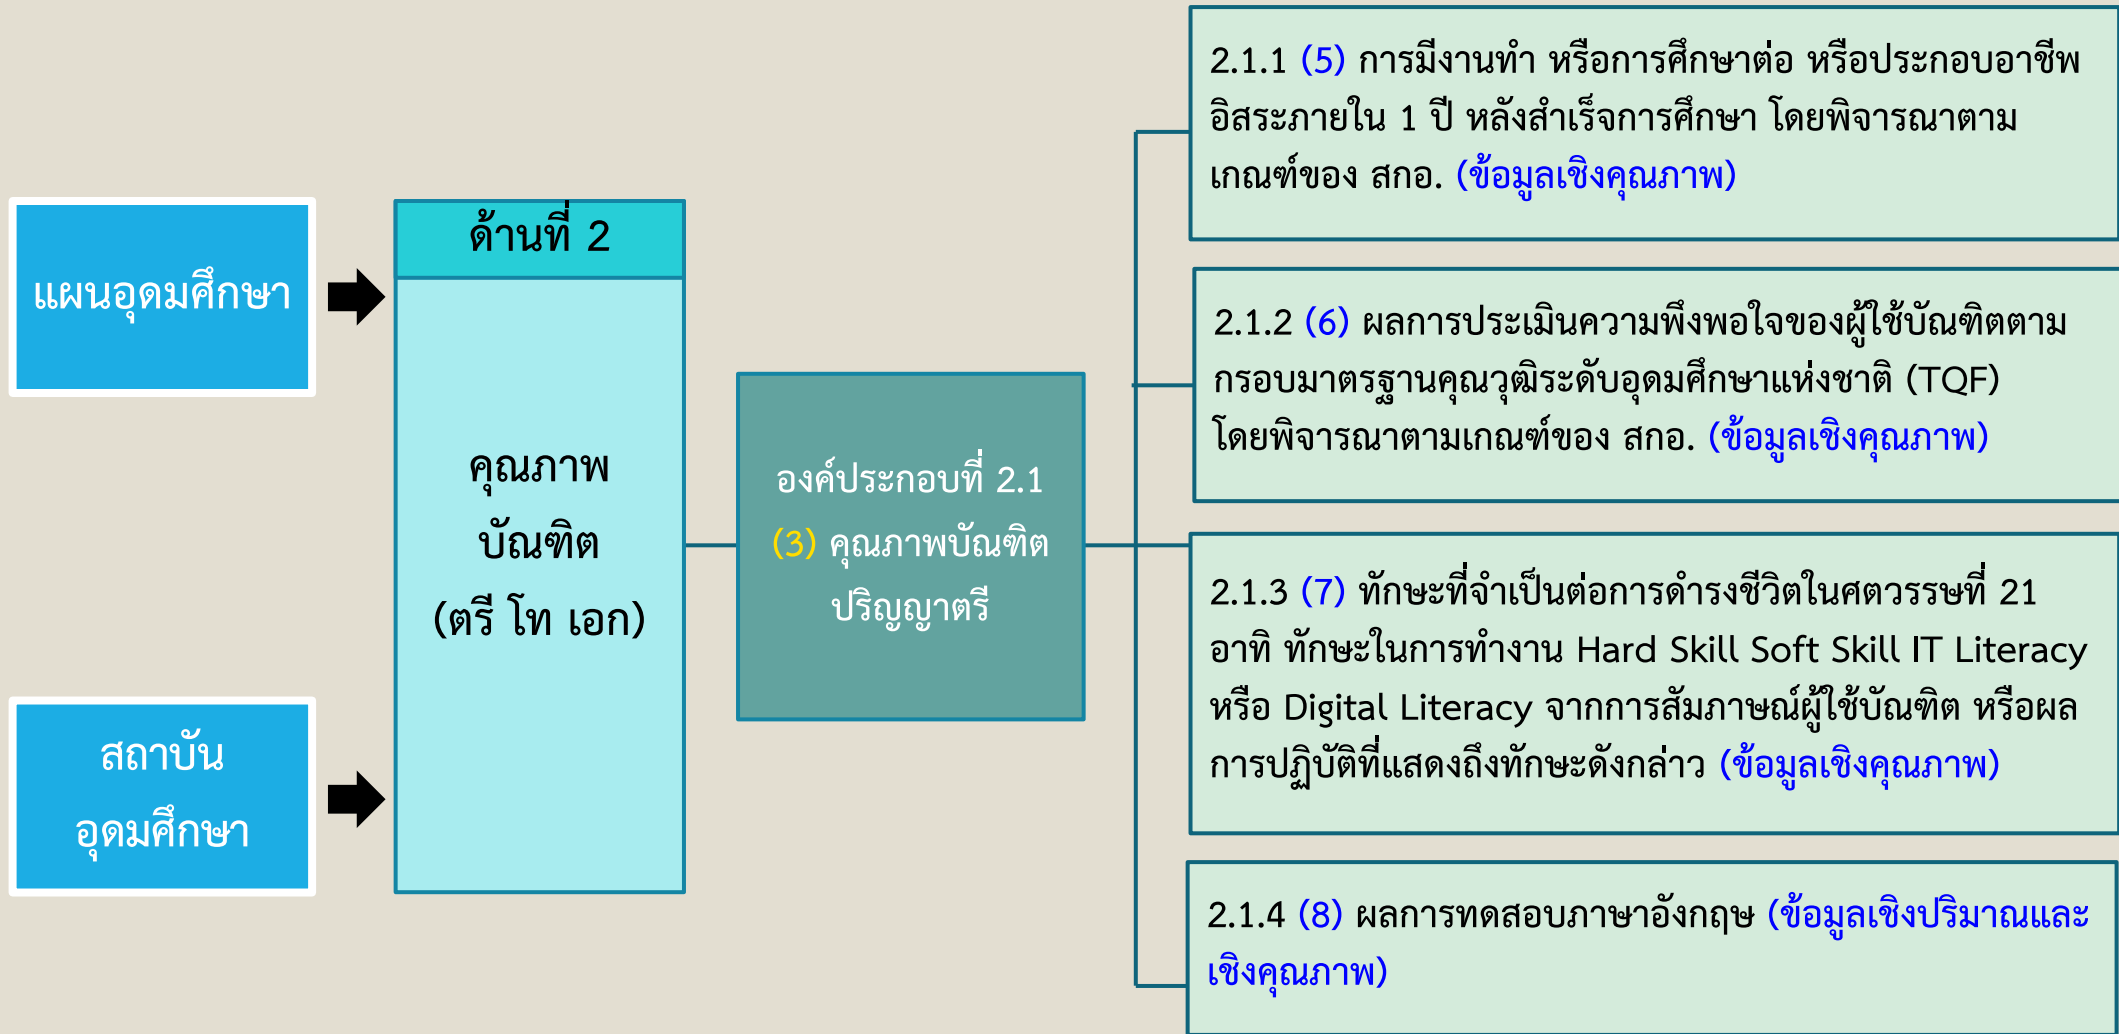 แผนอุดมศึกษา
สถาบัน
อุดมศึกษา
ด้านที่ 2
คุณภาพ
บัณฑิต
(ตรี โท เอก)
องค์ประกอบที่ 2.1
(3) คุณภาพบัณฑิต
ปริญญาตรี
2.1.1 (5) การมีงานทำ หรือการศึกษาต่อ หรือประกอบอาชีพ
อิสระภายใน 1 ปี หลังสำเร็จการศึกษา โดยพิจารณาตาม
เกณฑ์ของ สกอ. (ข้อมูลเชิงคุณภาพ)
2.1.2 (6) ผลการประเมินความพึงพอใจของผู้ใช้บัณฑิตตาม
กรอบมาตรฐานคุณวุฒิระดับอุดมศึกษาแห่งชาติ (TQF)
โดยพิจารณาตามเกณฑ์ของ สกอ. (ข้อมูลเชิงคุณภาพ)
2.1.3 (7) ทักษะที่จำเป็นต่อการดำรงชีวิตในศตวรรษที่ 21
อาทิ ทักษะในการทำงาน Hard Skill Soft Skill IT Literacy
หรือ Digital Literacy จากการสัมภาษณ์ผู้ใช้บัณฑิต หรือผล
การปฏิบัติที่แสดงถึงทักษะดังกล่าว (ข้อมูลเชิงคุณภาพ)
2.1.4 (8) ผลการทดสอบภาษาอังกฤษ (ข้อมูลเชิงปริมาณและ
เชิงคุณภาพ)